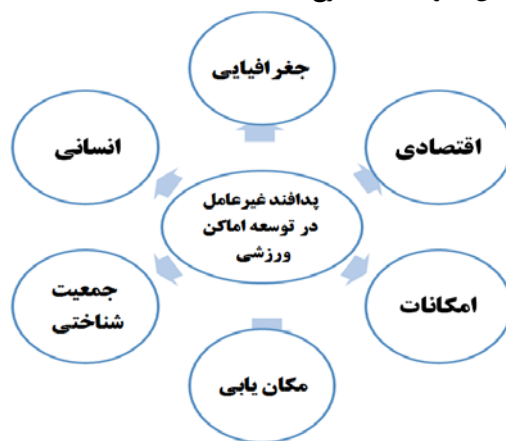 جغرافیایی
اقتصادی
انسانی
پدافند غیرعامل
در توسعه اماکن
ورزشی
امکانات
جمعیت
شناختی
مکان یابی